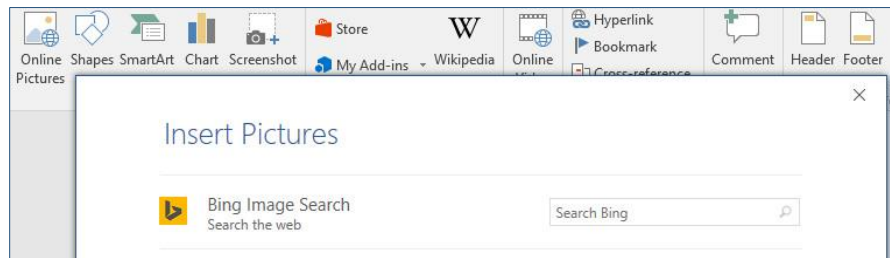 Online Pictures
Shapes
SmartArt
Chart
Screenshot
Store
My Add-ins
W
Wikipedia
Online
Hyperlink
Bookmark
Cross-reference
Comment
Header
Footer
Insert Pictures
Bing Image Search
Search the web
Search Bing